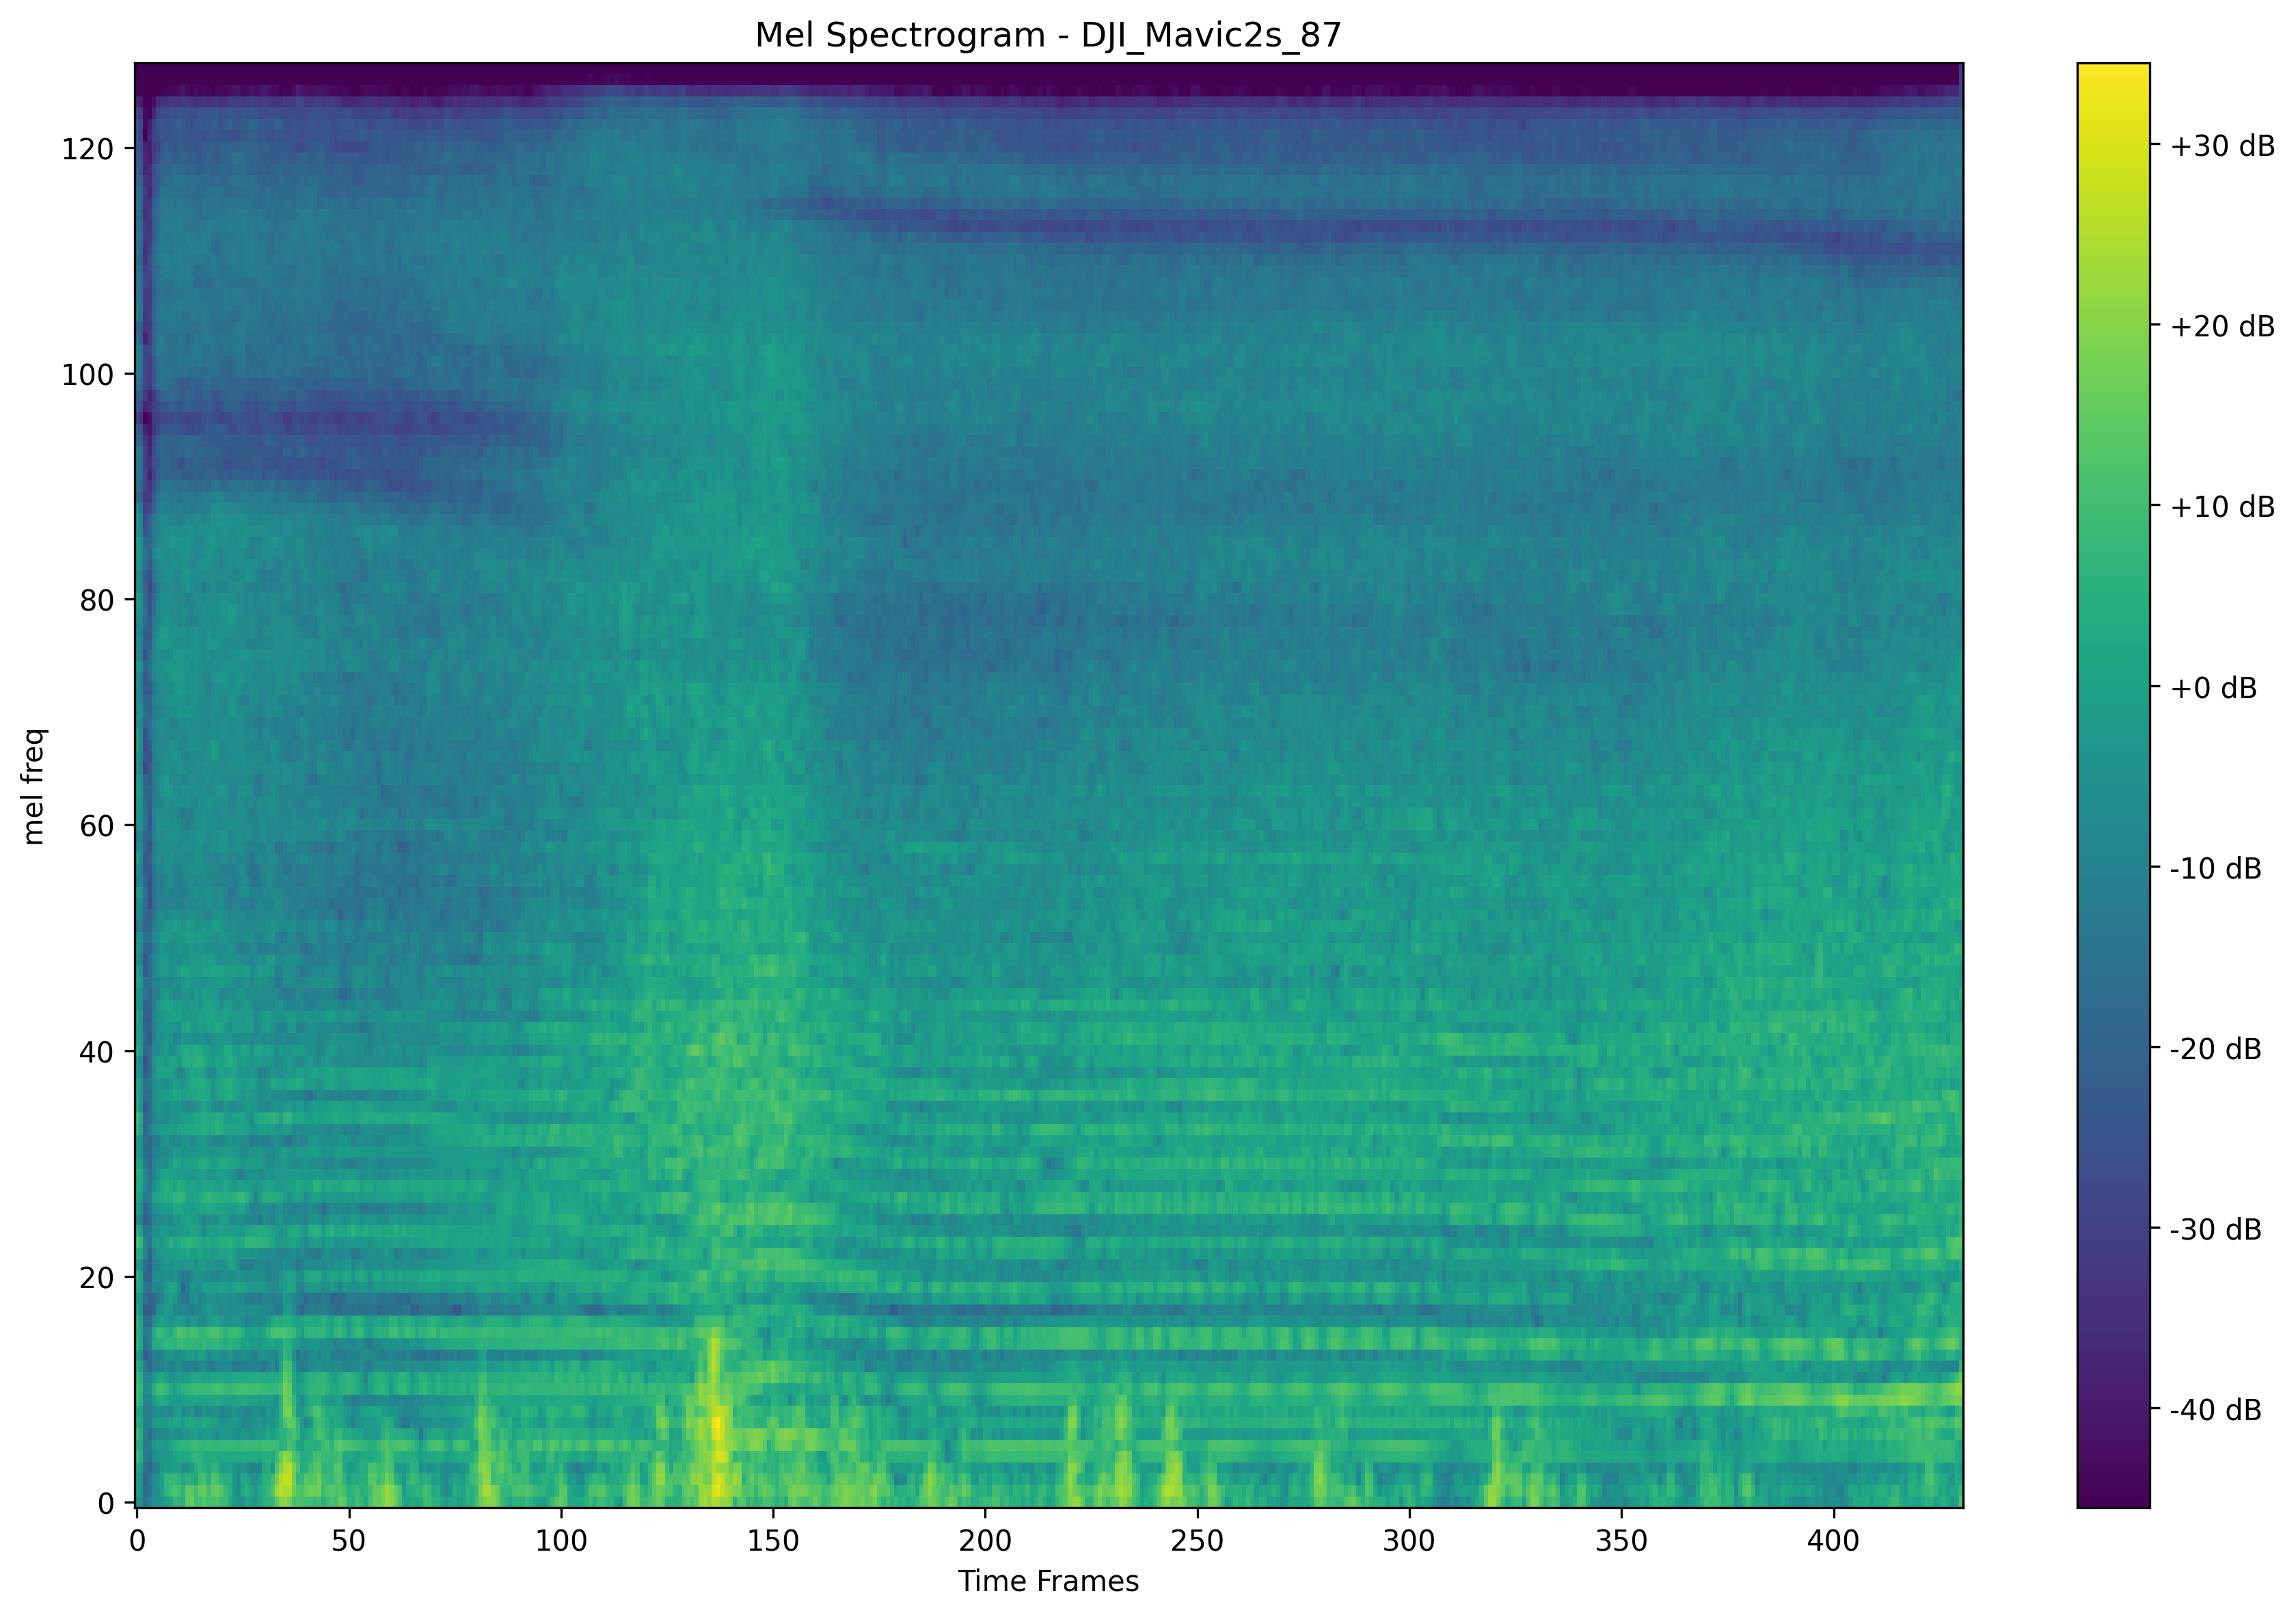 Mel Spectrogram - DJI_Mavic2s_87
mel freq
120
100
80
60
40
20
0
0 50 100 150 200 250 300 350 400
Time Frames
+30 dB
+20 dB
+10 dB
+0 dB
-10 dB
-20 dB
-30 dB
-40 dB